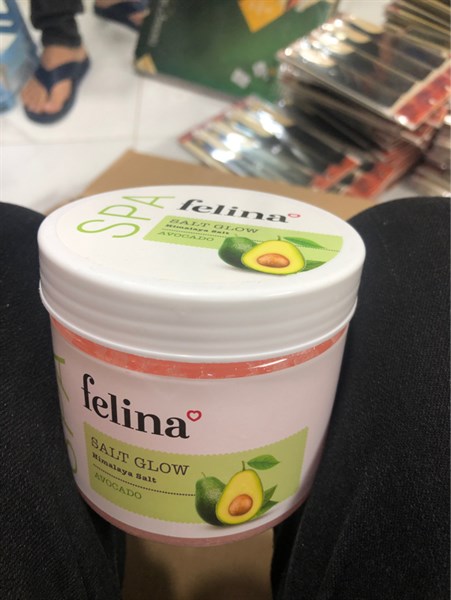 SPA
felina
SALT GLOW
Himalaya Salt
AVOCADO
felina
SALT GLOW
Himalaya Salt
AVOCADO